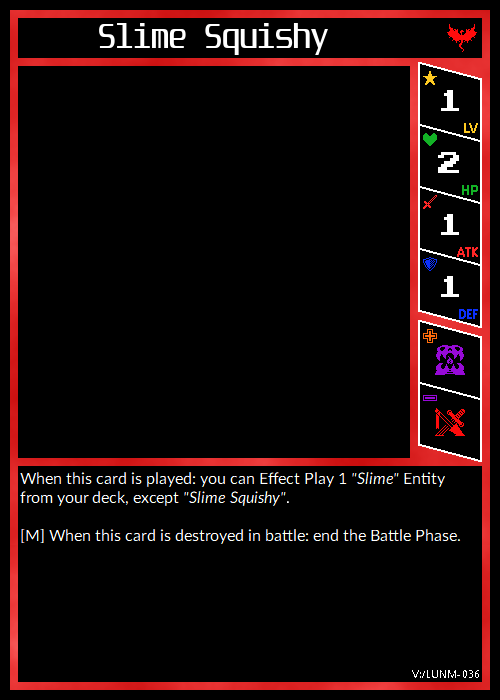 Slime Squishy
1
LV
2
HP
1
ATK
1
DEF
When this card is played: you can Effect Play 1 "Slime" Entity
from your deck, except "Slime Squishy".
[M] When this card is destroyed in battle: end the Battle Phase.
V:/LUNM-036